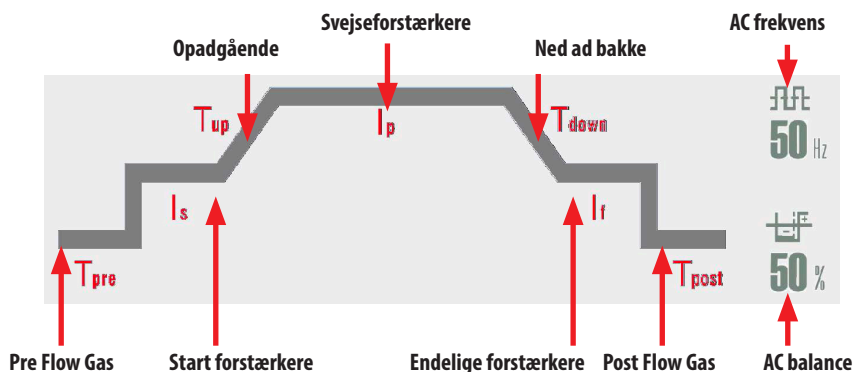 Svejseforstærkere
AC frekvens
Opadgående
Ned ad bakke
Tup
Ip
Tdown
50 Hz
Is
If
Tpre
Tpost
50 %
Pre Flow Gas
Start forstærkere
Endelige forstærkere
Post Flow Gas
AC balance